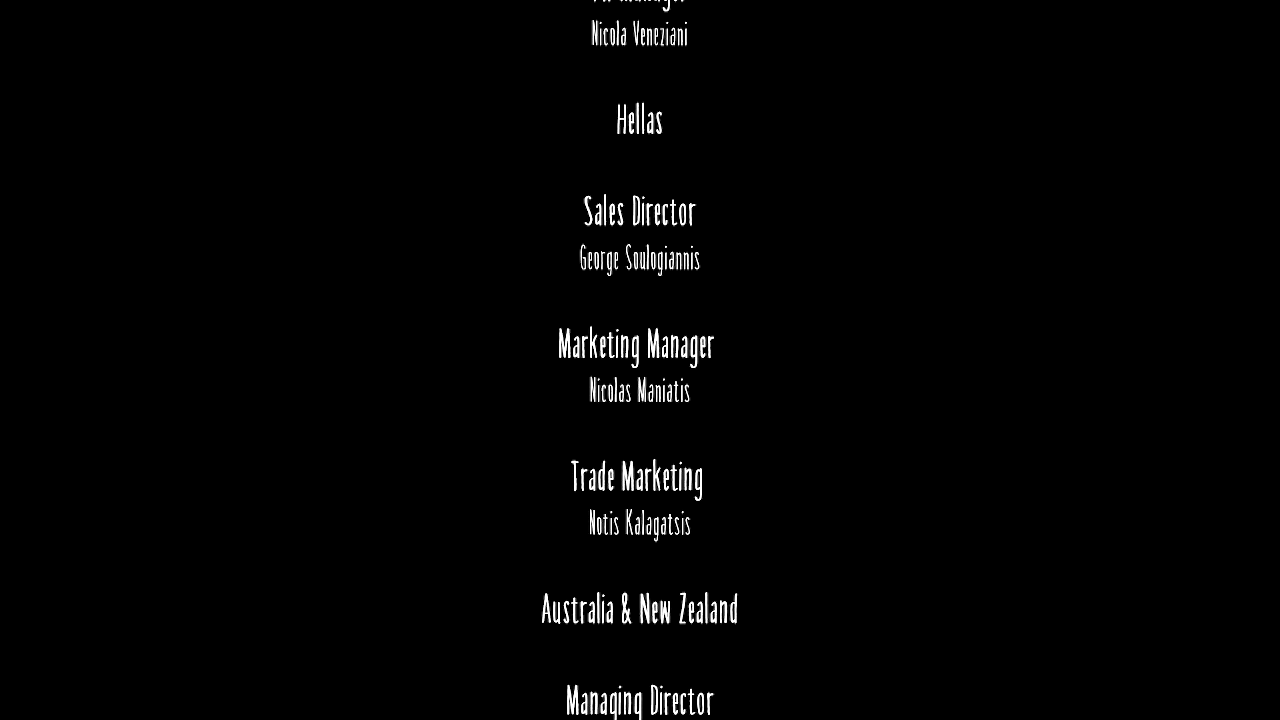 Nicola Veneziani
Hellas
Sales Director
George Soulogiannis
Marketing Manager
Nicolas Maniatis
Trade Marketing
Notis Kalagatsis
Australia & New Zealand
Managing Director